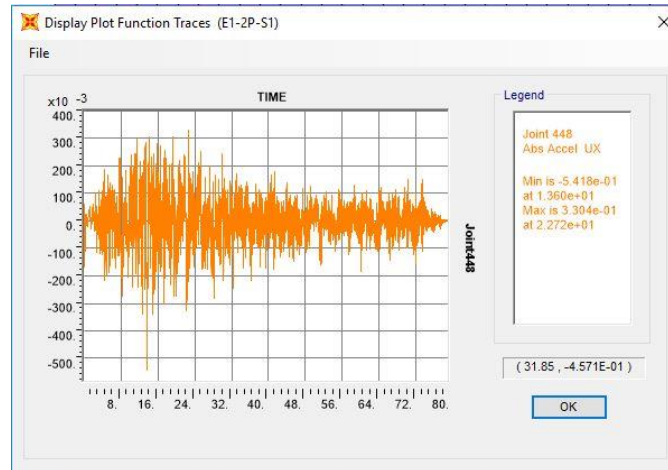 Display Plot Function Traces (E1-2P-S1)
File
x10 -3
TIME
400.
300.
200.
100.
0.
-100.
-200.
-300.
-400.
-500.
8. 16. 24. 32. 40. 48. 56. 64. 72. 80.
Joint448
Legend
Joint 448
Abs Accel UX
Min is -5.418e-01
at 1.360e+01
Max is 3.304e-01
at 2.272e+01
( 31.85 , -4.571E-01 )
OK